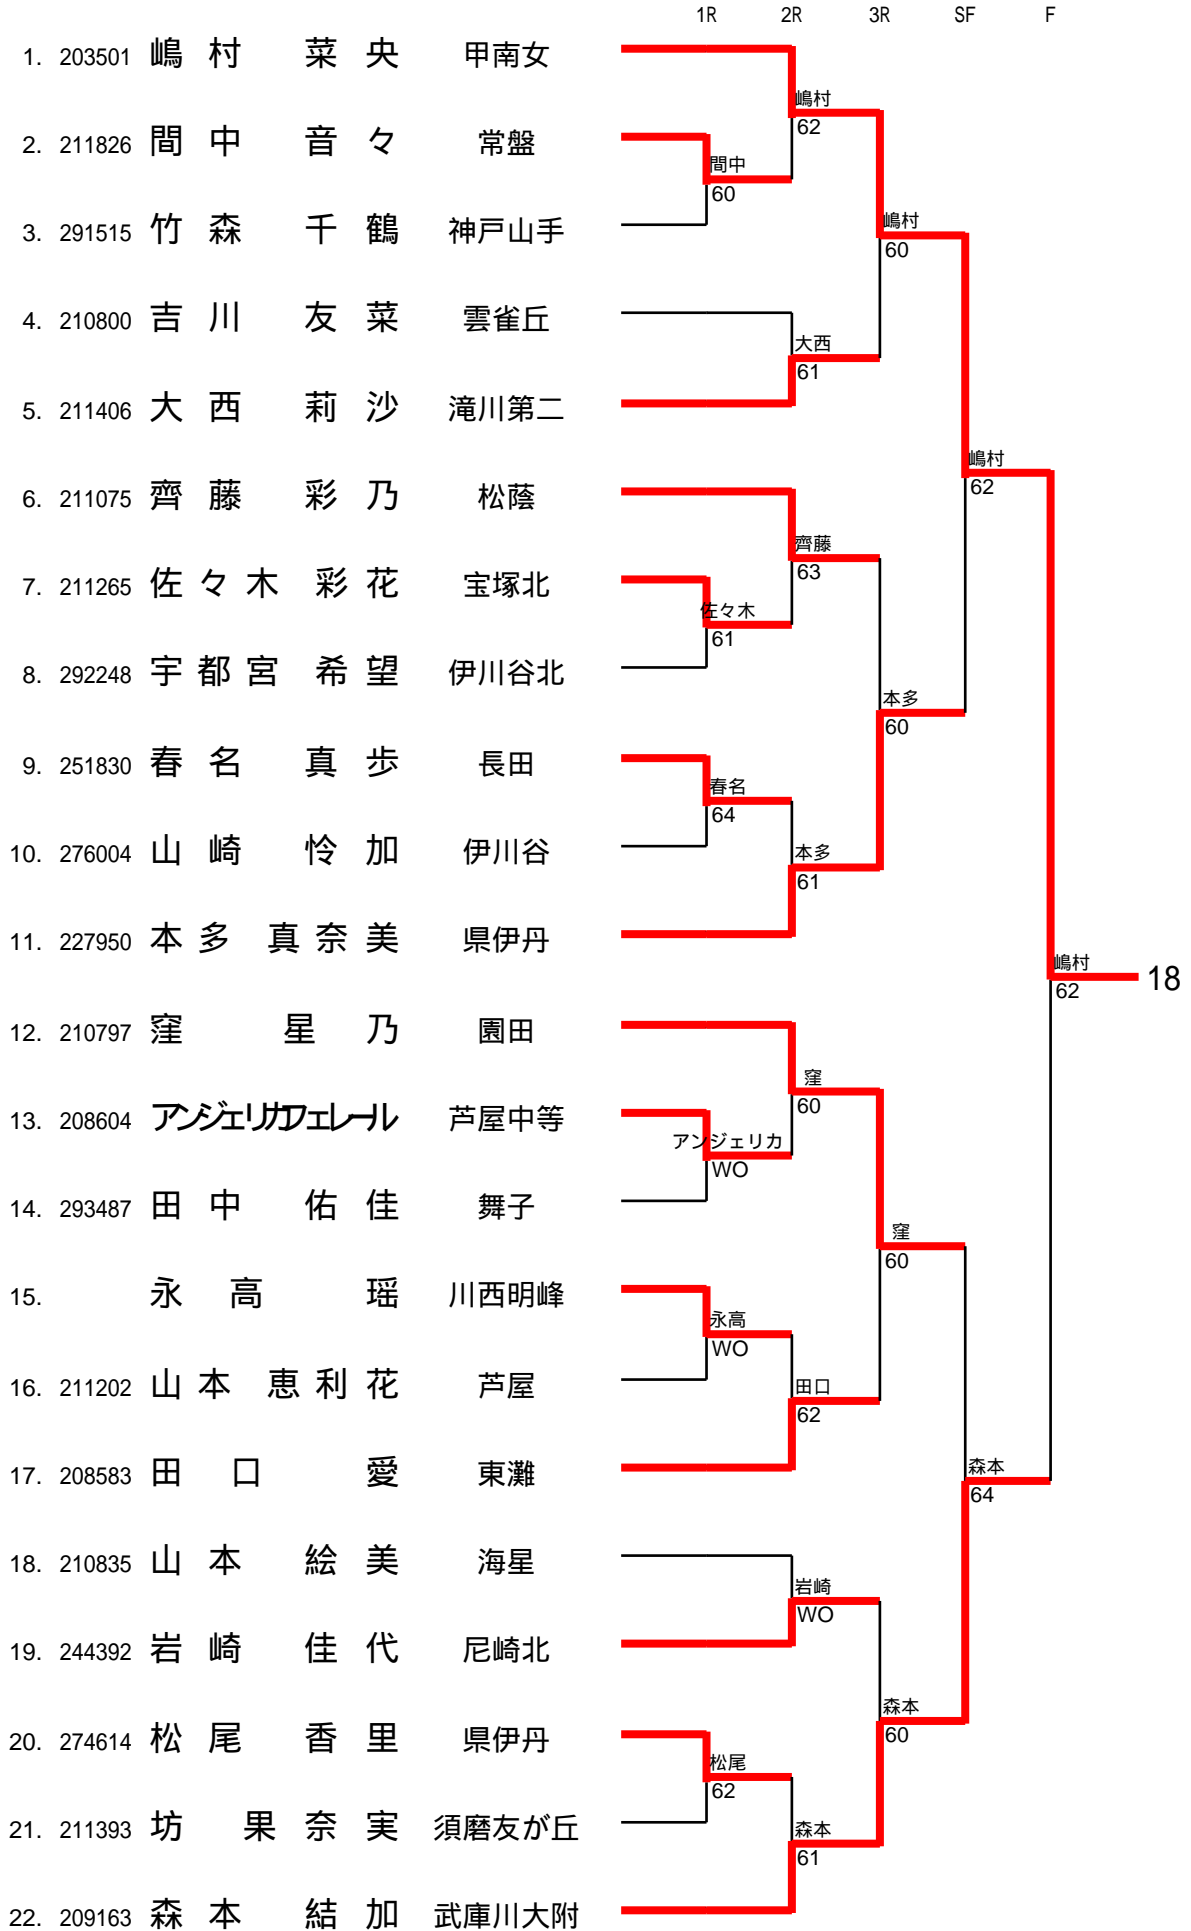 1R 2R 3R SF F
1. 203501 嶋村 菜央 甲南女
嶋村
62
2. 211826 間中 音々 常盤
間中
60
3. 291515 竹森 千鶴 神戸山手
嶋村
60
4. 210800 吉川 友菜 雲雀丘
大西
61
5. 211406 大西 莉沙 滝川第二
嶋村
62
6. 211075 齊藤 彩乃 松蔭
齊藤
63
7. 211265 佐々木 彩花 宝塚北
佐々木
61
8. 292248 宇都宮 希望 伊川谷北
本多
60
9. 251830 春名 真歩 長田
春名
64
10. 276004 山崎 怜加 伊川谷
本多
61
11. 227950 本多 真奈美 県伊丹
嶋村
62
18
12. 210797 窪 星乃 園田
窪
60
13. 208604 アンジェリカフェレール 芦屋中等
アンジェリカ
WO
14. 293487 田中 佑佳 舞子
窪
60
15. 永高 瑶 川西明峰
永高
WO
16. 211202 山本 恵利花 芦屋
田口
62
17. 208583 田口 愛 東灘
森本
64
18. 210835 山本 絵美 海星
岩崎
WO
19. 244392 岩崎 佳代 尼崎北
森本
60
20. 274614 松尾 香里 県伊丹
松尾
62
21. 211393 坊 果奈実 須磨友が丘
森本
61
22. 209163 森本 結加 武庫川大附